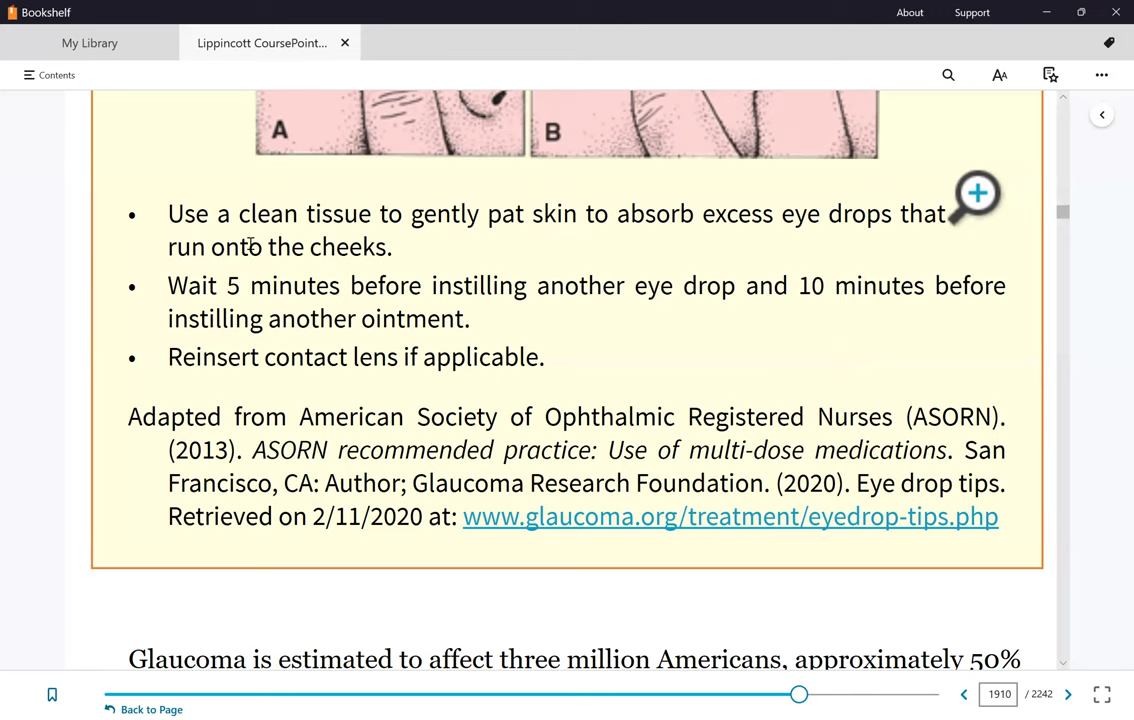 Bookshelf
About
Support
My Library
Lippincott CoursePoint...
Contents
AA
A
B
• Use a clean tissue to gently pat skin to absorb excess eye drops that
run onto the cheeks.
• Wait 5 minutes before instilling another eye drop and 10 minutes before
instilling another ointment.
• Reinsert contact lens if applicable.
Adapted from American Society of Ophthalmic Registered Nurses (ASORN).
(2013). ASORN recommended practice: Use of multi-dose medications. San
Francisco, CA: Author; Glaucoma Research Foundation. (2020). Eye drop tips.
Retrieved on 2/11/2020 at: www.glaucoma.org/treatment/eyedrop-tips.php
Glaucoma is estimated to affect three million Americans, approximately 50%
1910 / 2242
Back to Page